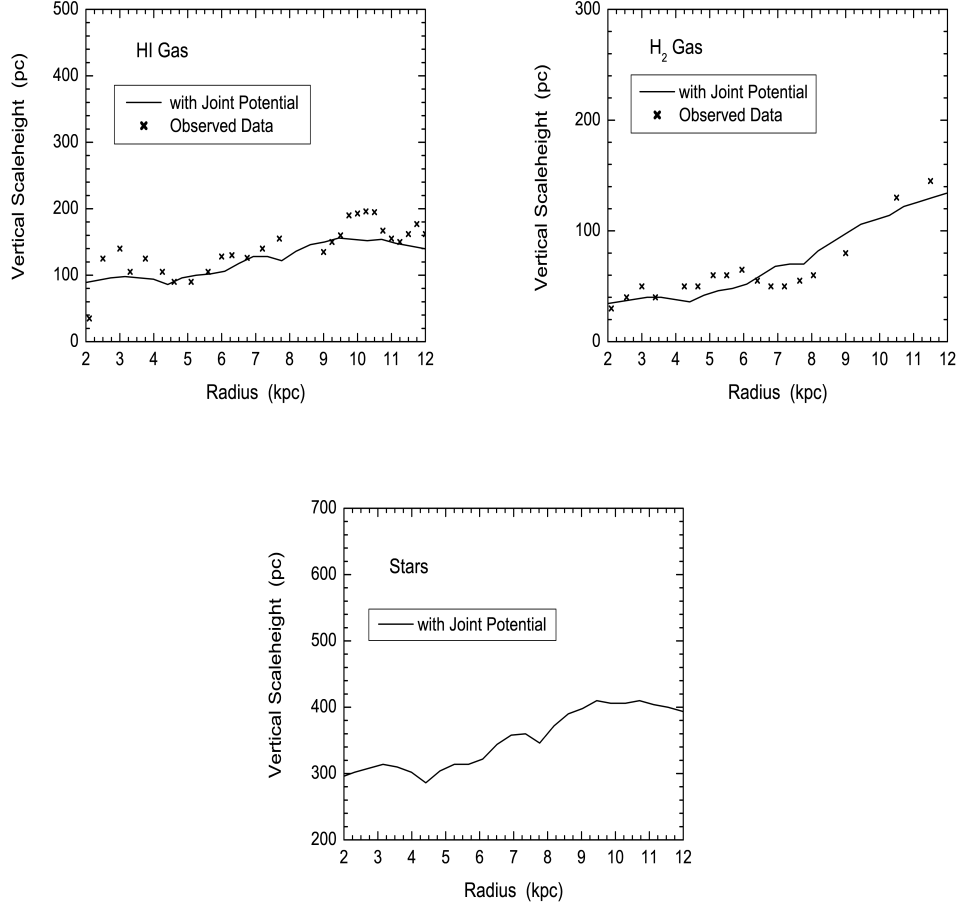 HI Gas
with Joint Potential
Observed Data
Vertical Scaleheight (pc)
500
400
300
200
100
0
2 3 4 5 6 7 8 9 10 11 12
Radius (kpc)
H2 Gas
with Joint Potential
Observed Data
Vertical Scaleheight (pc)
300
200
100
0
2 3 4 5 6 7 8 9 10 11 12
Radius (kpc)
Stars
with Joint Potential
Vertical Scaleheight (pc)
700
600
500
400
300
200
2 3 4 5 6 7 8 9 10 11 12
Radius (kpc)